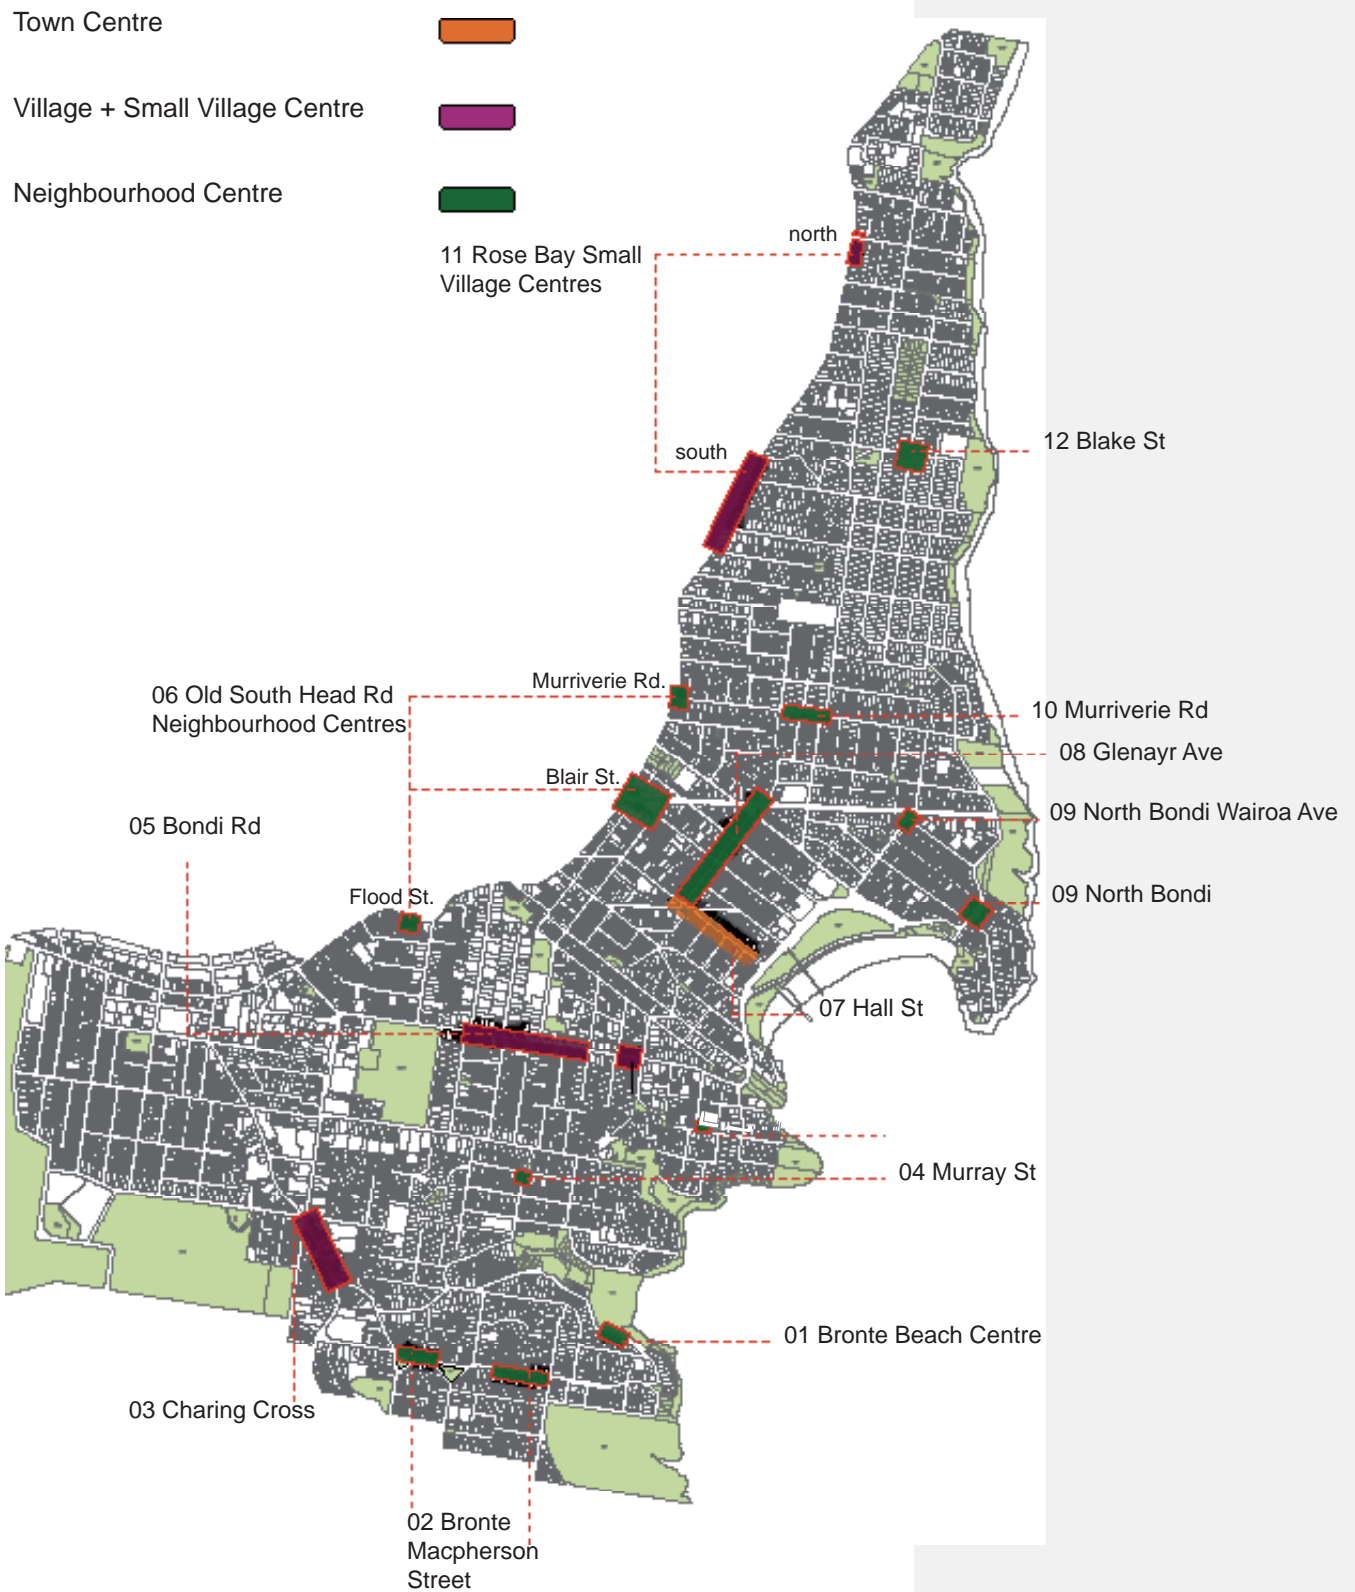 Town Centre
Village + Small Village Centre
Neighbourhood Centre
north
11 Rose Bay Small
Village Centres
12 Blake St
south
Murriverie Rd.
06 Old South Head Rd
Neighbourhood Centres
10 Murriverie Rd
08 Glenayr Ave
Blair St.
09 North Bondi Wairoa Ave
05 Bondi Rd
Flood St.
09 North Bondi
07 Hall St
04 Murray St
01 Bronte Beach Centre
03 Charing Cross
02 Bronte
Macpherson
Street